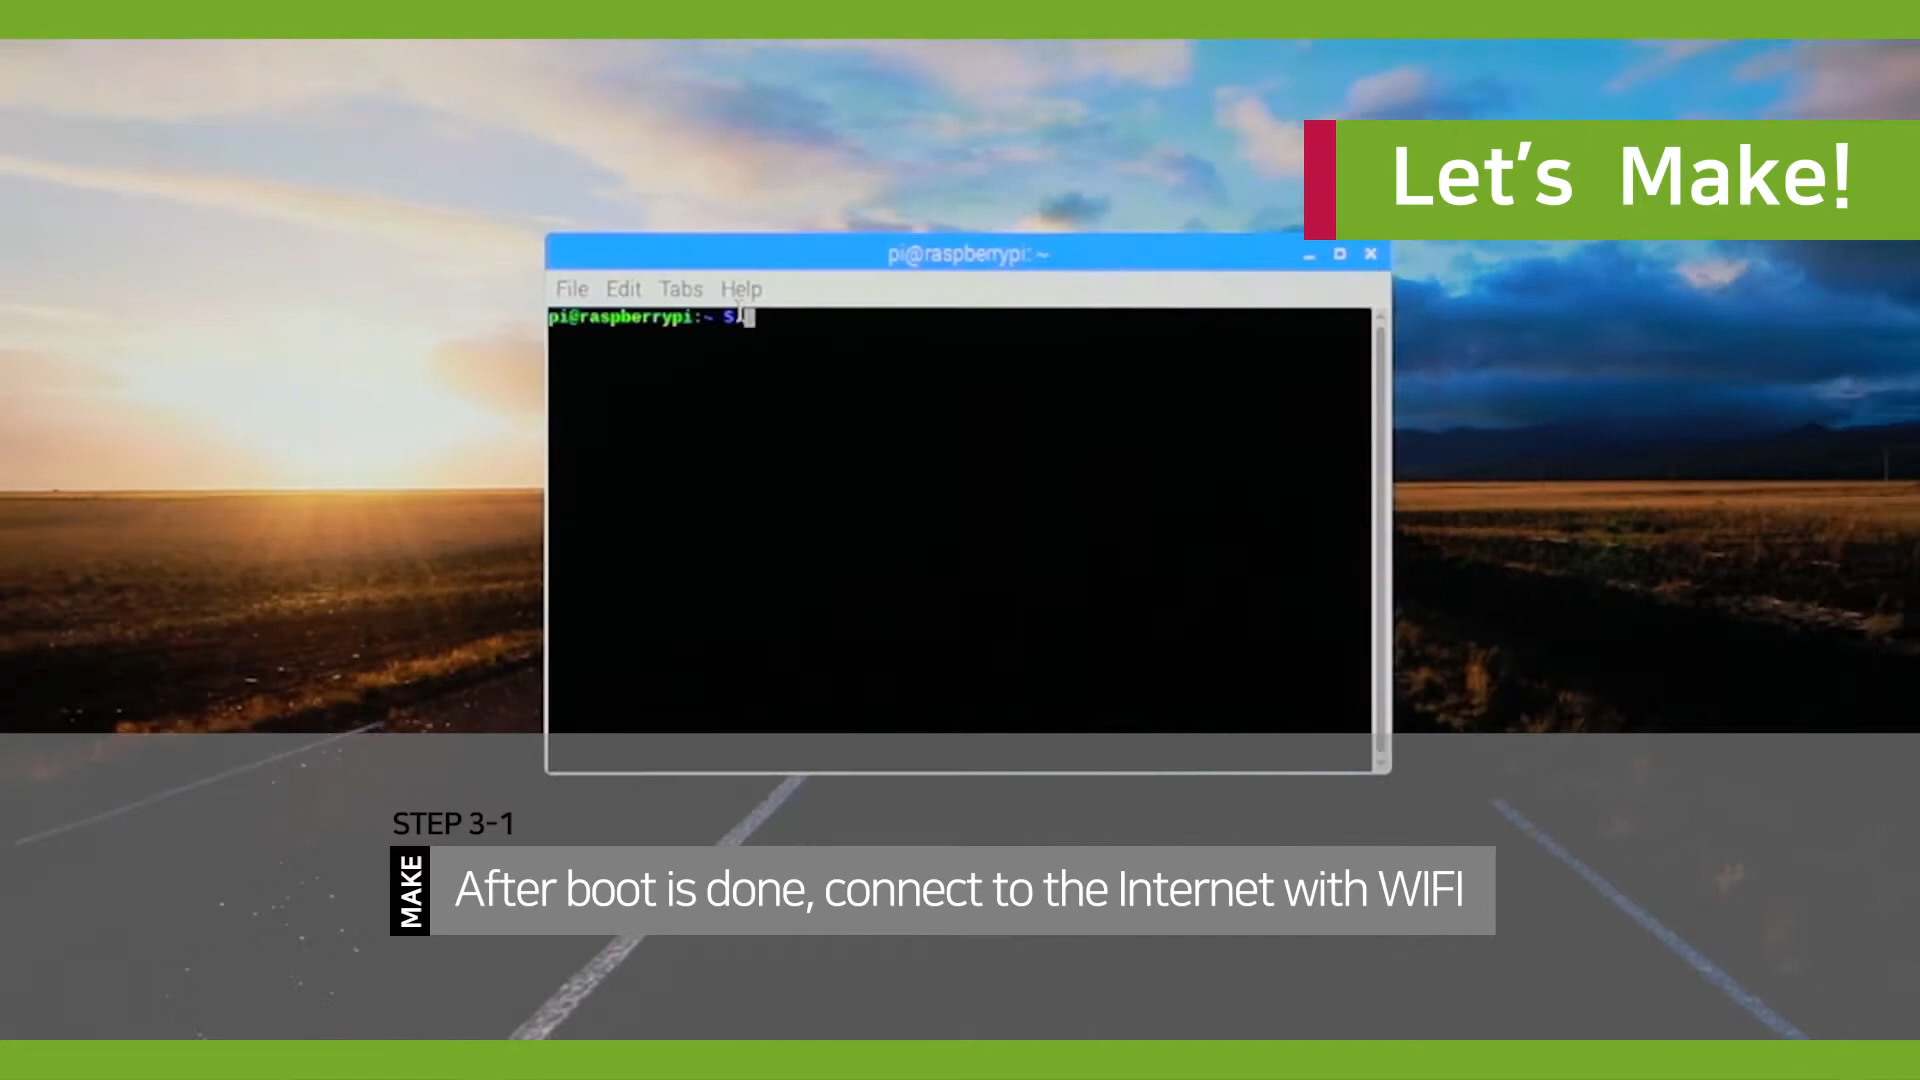 Let's Make!
pi@raspberrypi: ~
File Edit Tabs Help
pi@raspberrypi:~ $
STEP 3-1
MAKE
After boot is done, connect to the Internet with WIFI